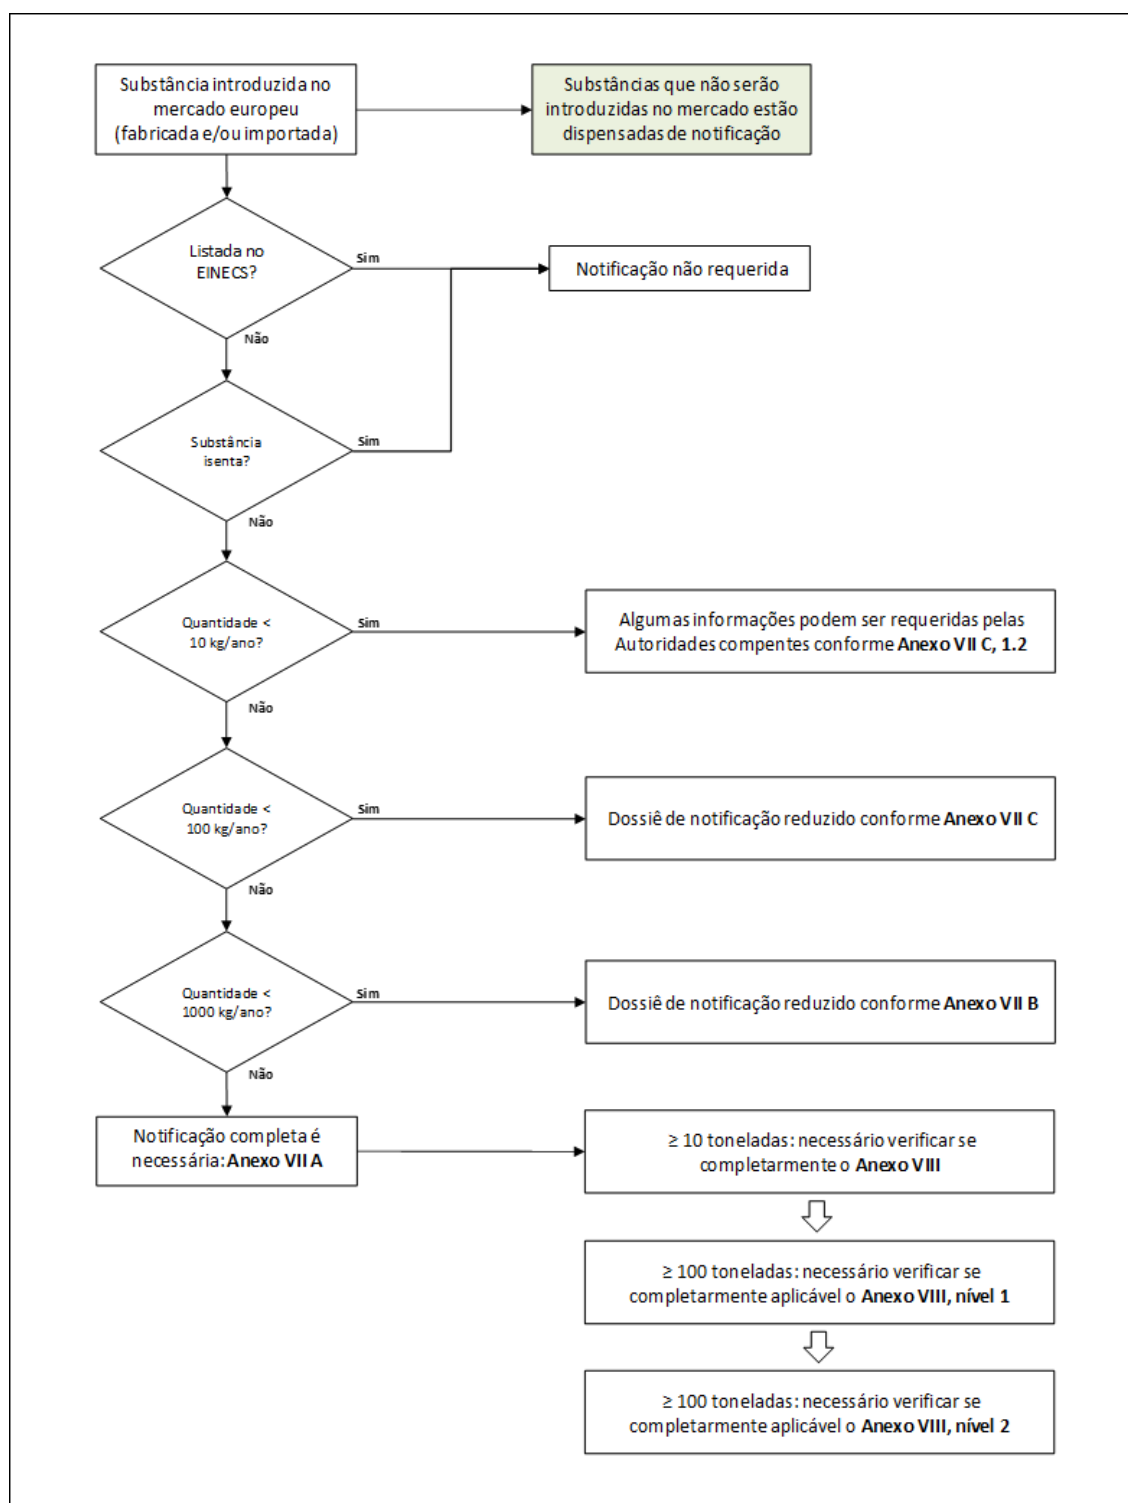 Substância introduzida no
mercado europeu
(fabricada e/ou importada)
Substâncias que não serão
introduzidas no mercado estão
dispensadas de notificação
Listada no
EINECS?
Sim
Notificação não requerida
Não
Substância
isenta?
Sim
Não
Quantidade <
10 kg/ano?
Sim
Algumas informações podem ser requeridas pelas
Autoridades compentes conforme Anexo VII C, 1.2
Não
Quantidade <
100 kg/ano?
Sim
Dossiê de notificação reduzido conforme Anexo VII C
Não
Quantidade <
1000 kg/ano?
Sim
Dossiê de notificação reduzido conforme Anexo VII B
Não
Notificação completa é
necessária: Anexo VII A
≥ 10 toneladas: necessário verificar se
completarmente o Anexo VIII
≥ 100 toneladas: necessário verificar se
completarmente aplicável o Anexo VIII, nível 1
≥ 100 toneladas: necessário verificar se
completarmente aplicável o Anexo VIII, nível 2